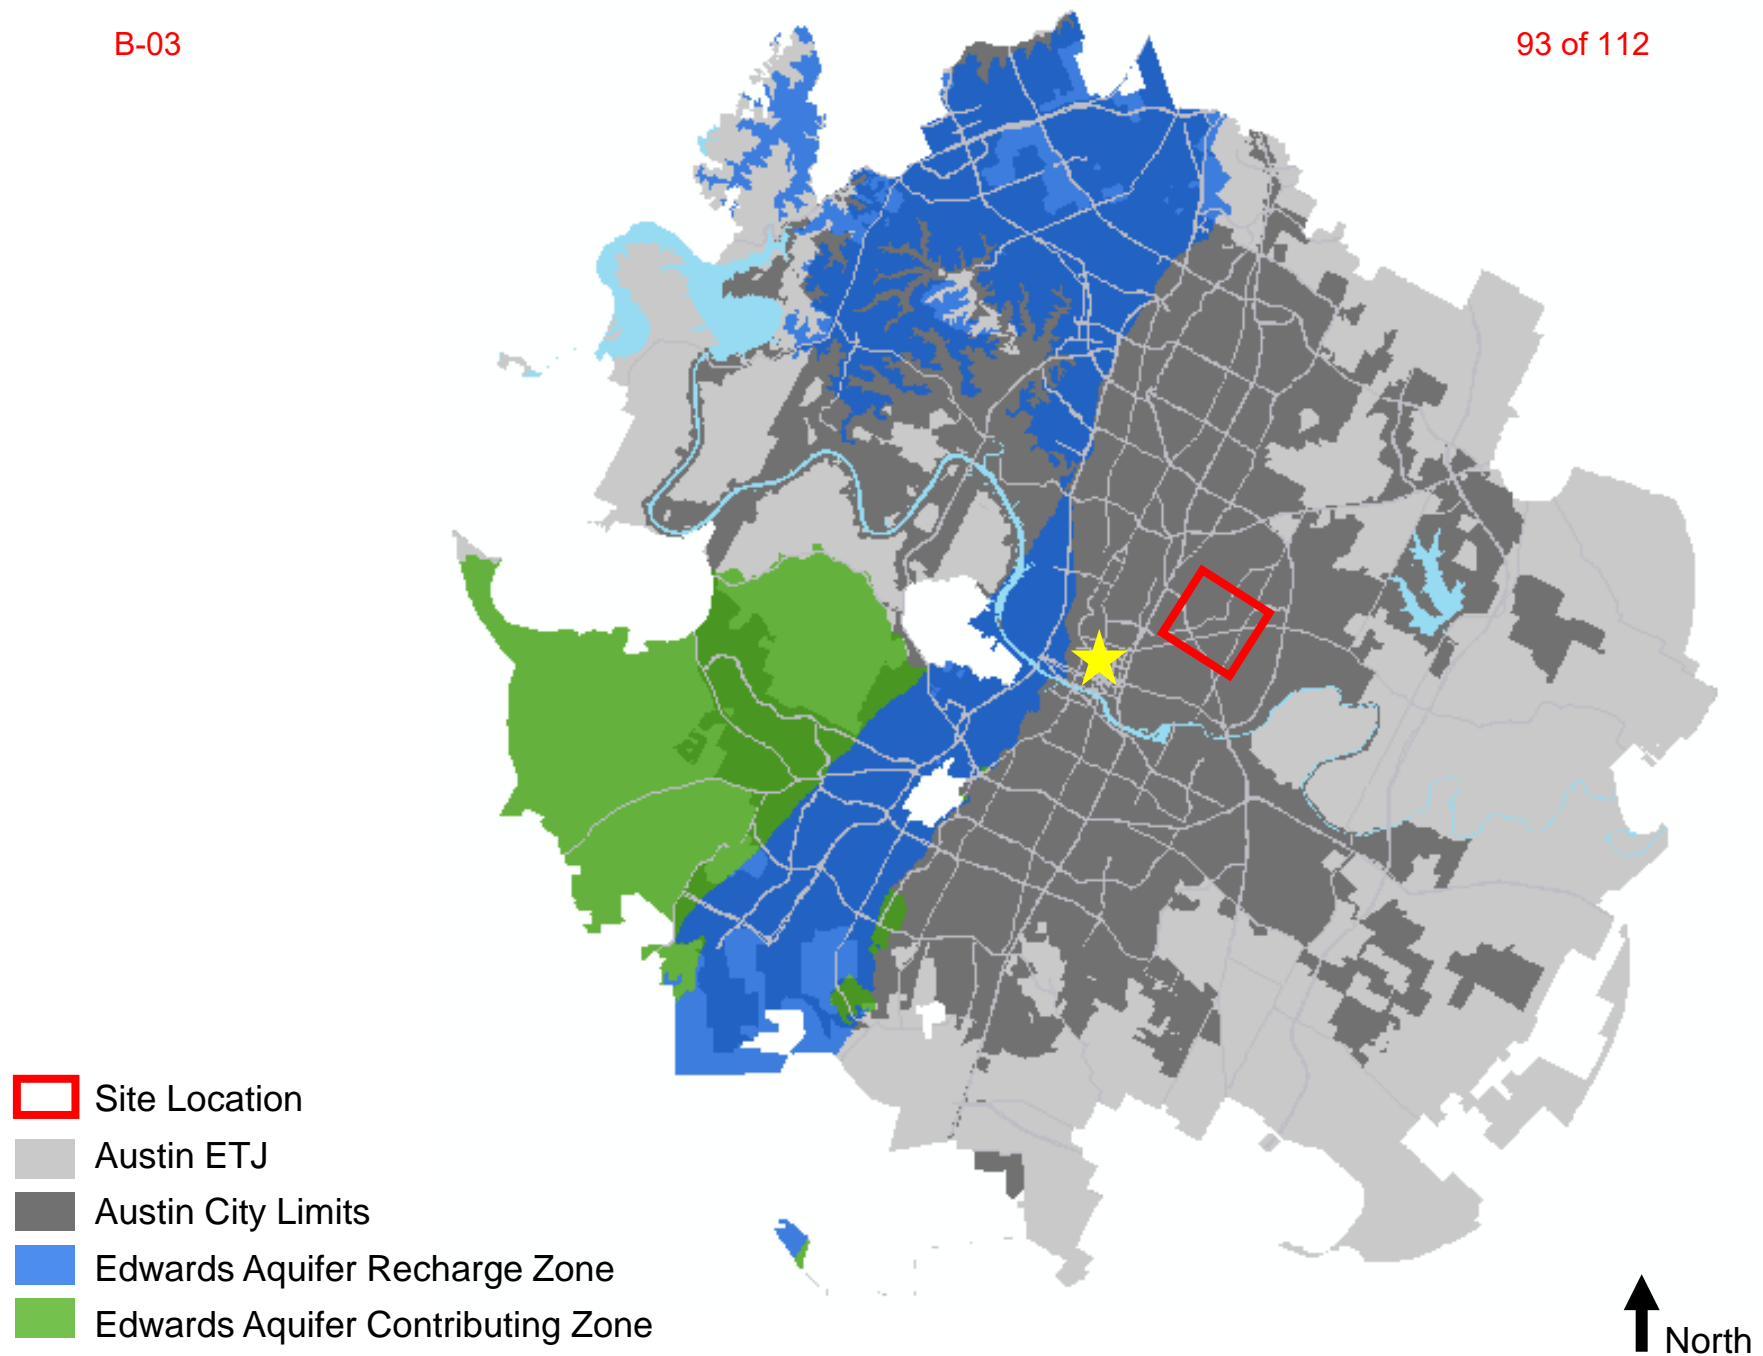 B-03
93 of 112
Site Location
Austin ETJ
Austin City Limits
Edwards Aquifer Recharge Zone
Edwards Aquifer Contributing Zone
North